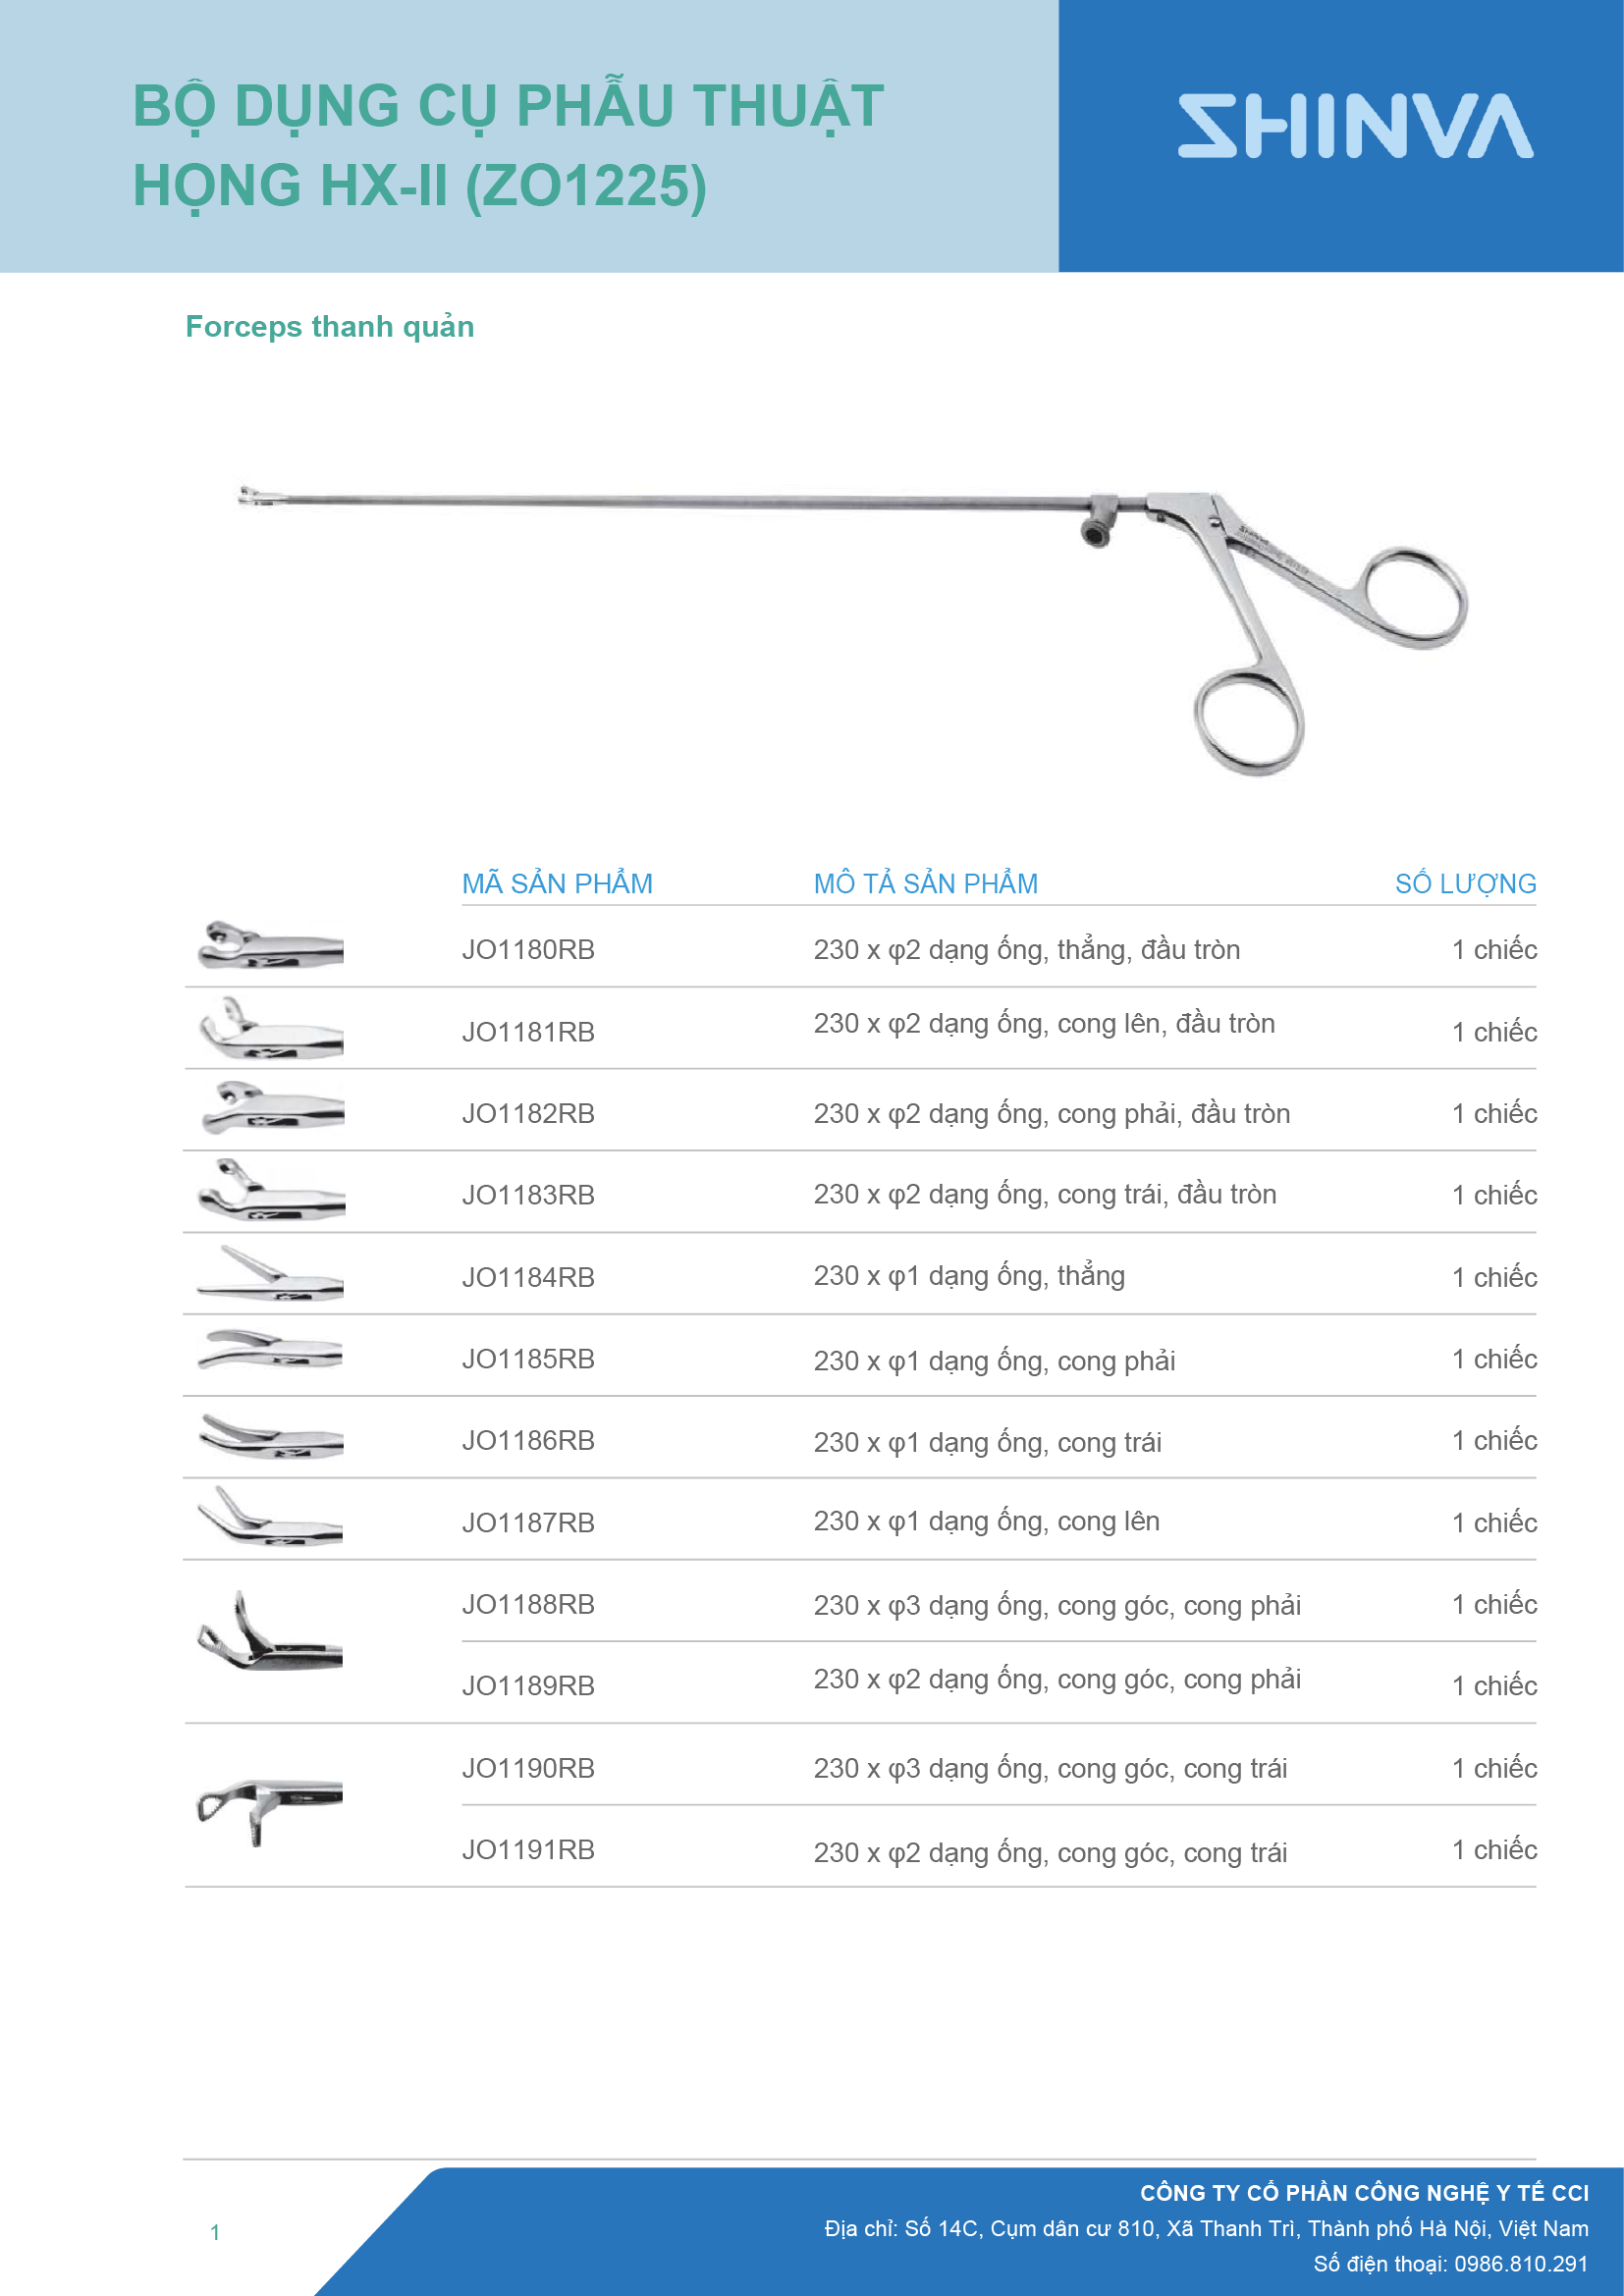 BỘ DỤNG CỤ PHẪU THUẬT
HỌNG HX-II (ZO1225)
SHINVA
Forceps thanh quản
SHINVA
MÃ SẢN PHẨM MÔ TẢ SẢN PHẨM SỐ LƯỢNG
JO1180RB 230 x φ2 dạng ống, thẳng, đầu tròn 1 chiếc
JO1181RB 230 x φ2 dạng ống, cong lên, đầu tròn 1 chiếc
JO1182RB 230 x φ2 dạng ống, cong phải, đầu tròn 1 chiếc
JO1183RB 230 x φ2 dạng ống, cong trái, đầu tròn 1 chiếc
JO1184RB 230 x φ1 dạng ống, thẳng 1 chiếc
JO1185RB 230 x φ1 dạng ống, cong phải 1 chiếc
JO1186RB 230 x φ1 dạng ống, cong trái 1 chiếc
JO1187RB 230 x φ1 dạng ống, cong lên 1 chiếc
JO1188RB 230 x φ3 dạng ống, cong góc, cong phải 1 chiếc
JO1189RB 230 x φ2 dạng ống, cong góc, cong phải 1 chiếc
JO1190RB 230 x φ3 dạng ống, cong góc, cong trái 1 chiếc
JO1191RB 230 x φ2 dạng ống, cong góc, cong trái 1 chiếc
CÔNG TY CỔ PHẦN CÔNG NGHỆ Y TẾ CCI
Địa chỉ: Số 14C, Cụm dân cư 810, Xã Thanh Trì, Thành phố Hà Nội, Việt Nam
Số điện thoại: 0986.810.291
1